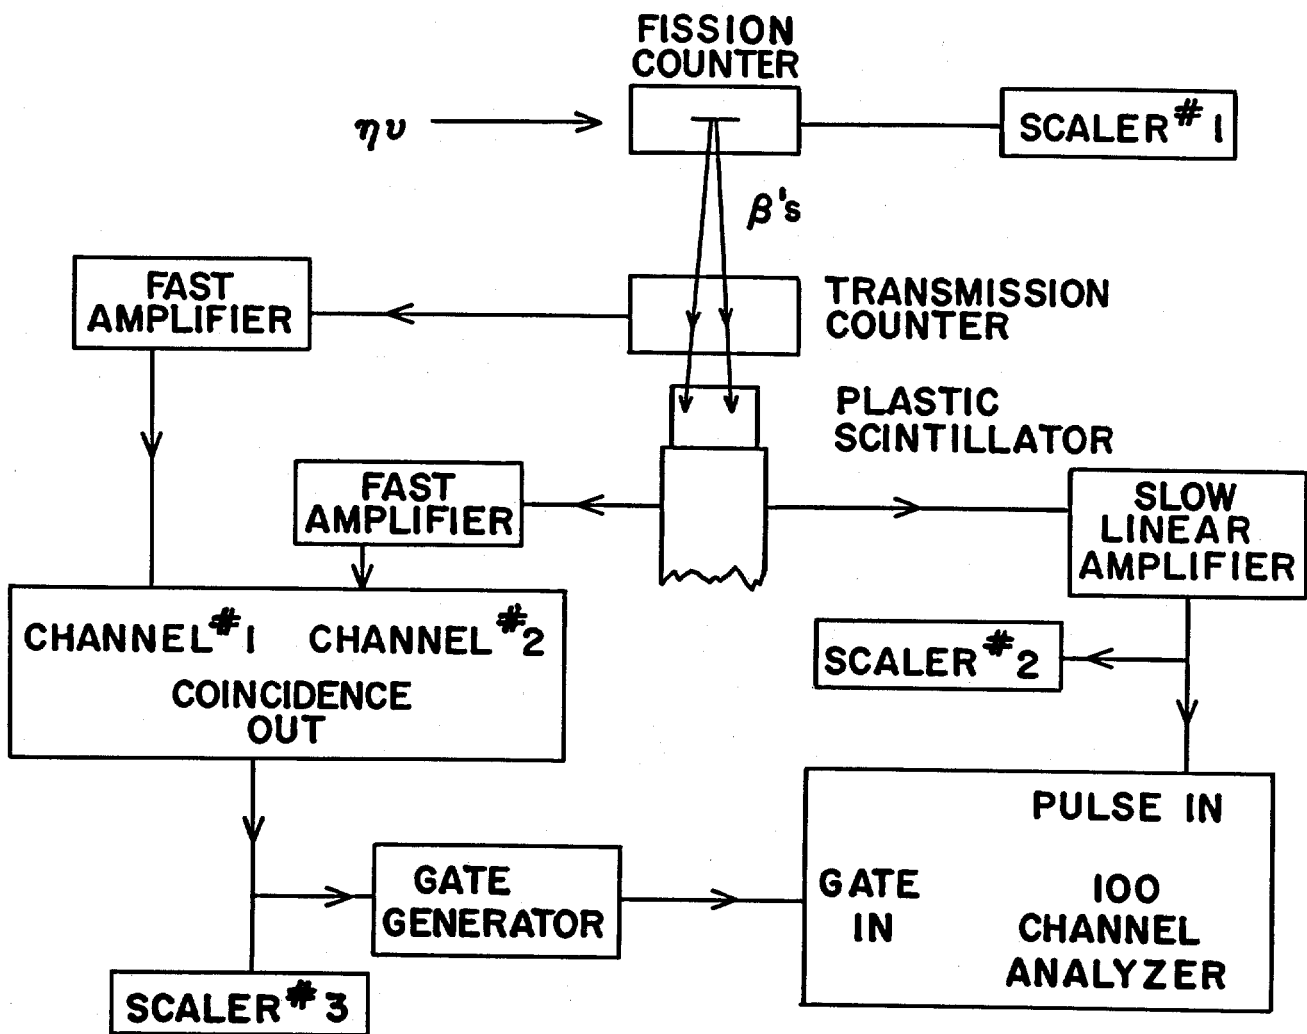 FISSION
COUNTER
ηυ
SCALER #1
β's
FAST
AMPLIFIER
TRANSMISSION
COUNTER
PLASTIC
SCINTILLATOR
FAST
AMPLIFIER
SLOW
LINEAR
AMPLIFIER
CHANNEL #1 CHANNEL #2
COINCIDENCE
OUT
SCALER #2
PULSE IN
GATE
IN
100
CHANNEL
ANALYZER
GATE
GENERATOR
SCALER #3